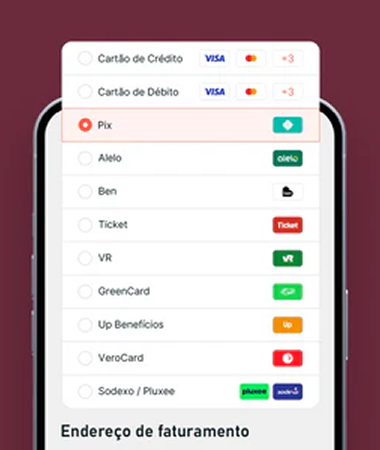 Cartão de Crédito VISA +3
Cartão de Débito VISA +3
Pix
Alelo alelo
Ben
Ticket Ticket
VR VR
GreenCard
Up Benefícios Up
VeroCard
Sodexo / Pluxee pluxee sodexo
Endereço de faturamento